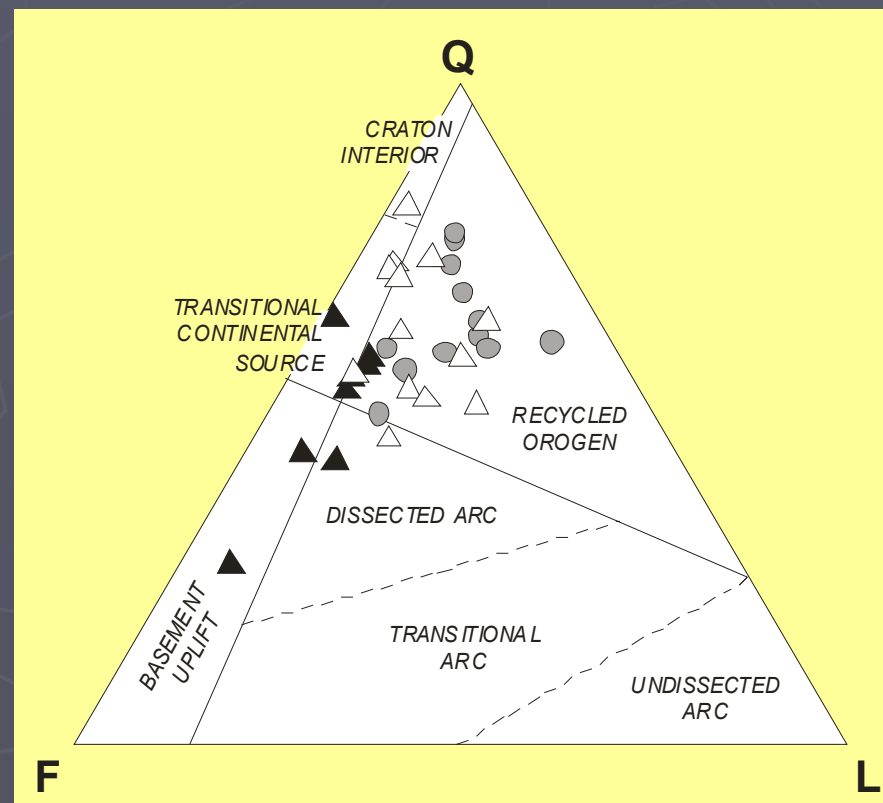 Q
CRATON
INTERIOR
TRANSITIONAL
CONTINENTAL
SOURCE
RECYCLED
OROGEN
DISSECTED ARC
BASEMENT
UPLIFT
TRANSITIONAL
ARC
UNDISSECTED
ARC
F
L